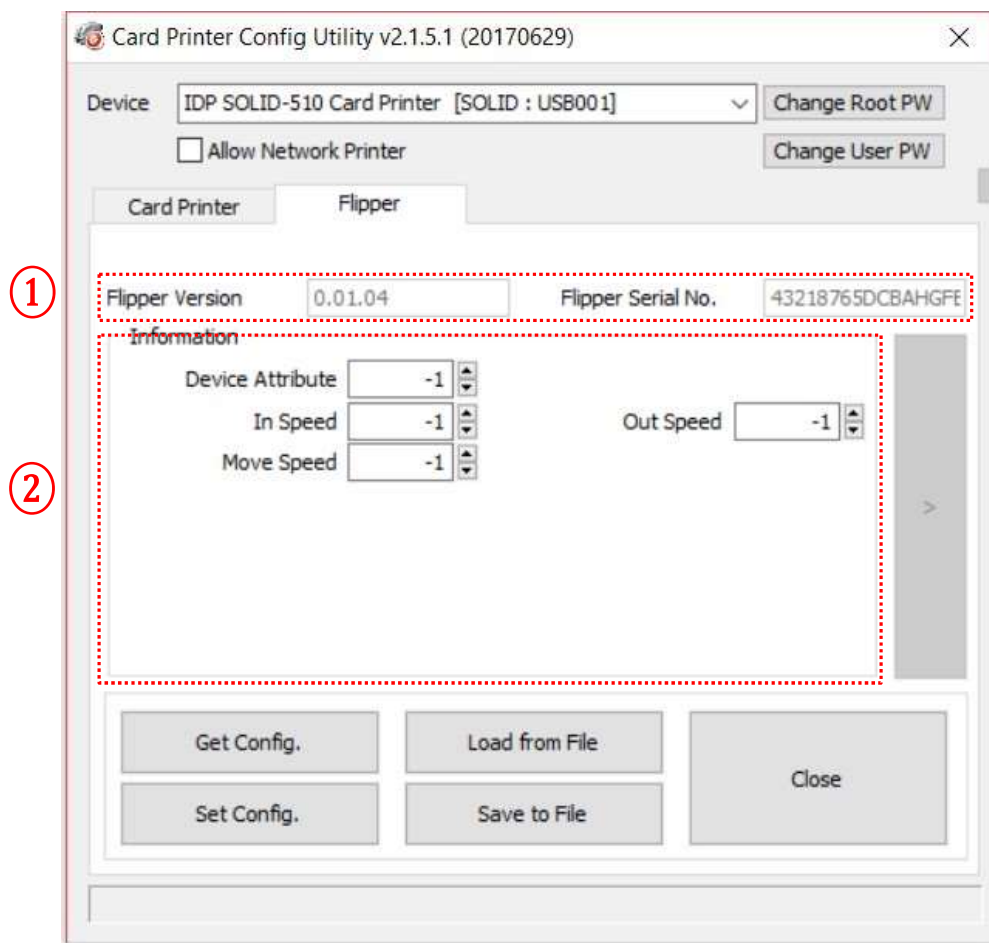 Card Printer Config Utility v2.1.5.1 (20170629)
Device IDP SOLID-510 Card Printer [SOLID : USB001] Change Root PW
Allow Network Printer Change User PW
Card Printer Flipper
① Flipper Version 0.01.04 Flipper Serial No. 43218765DCBAHGFE
Information
Device Attribute -1
In Speed -1 Out Speed -1
② Move Speed -1
>
Get Config. Load from File
Close
Set Config. Save to File